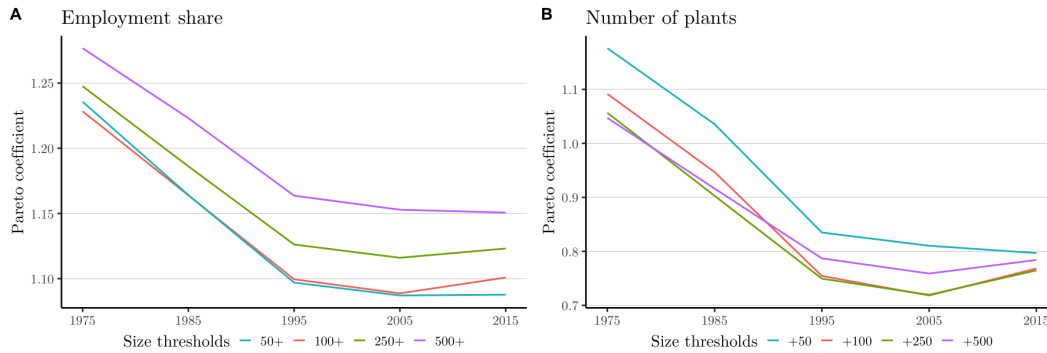 A
Employment share
Pareto coefficient
1.25
1.20
1.15
1.10
1975 1985 1995 2005 2015
Size thresholds 50+ 100+ 250+ 500+
B
Number of plants
Pareto coefficient
1.1
1.0
0.9
0.8
0.7
1975 1985 1995 2005 2015
Size thresholds +50 +100 +250 +500